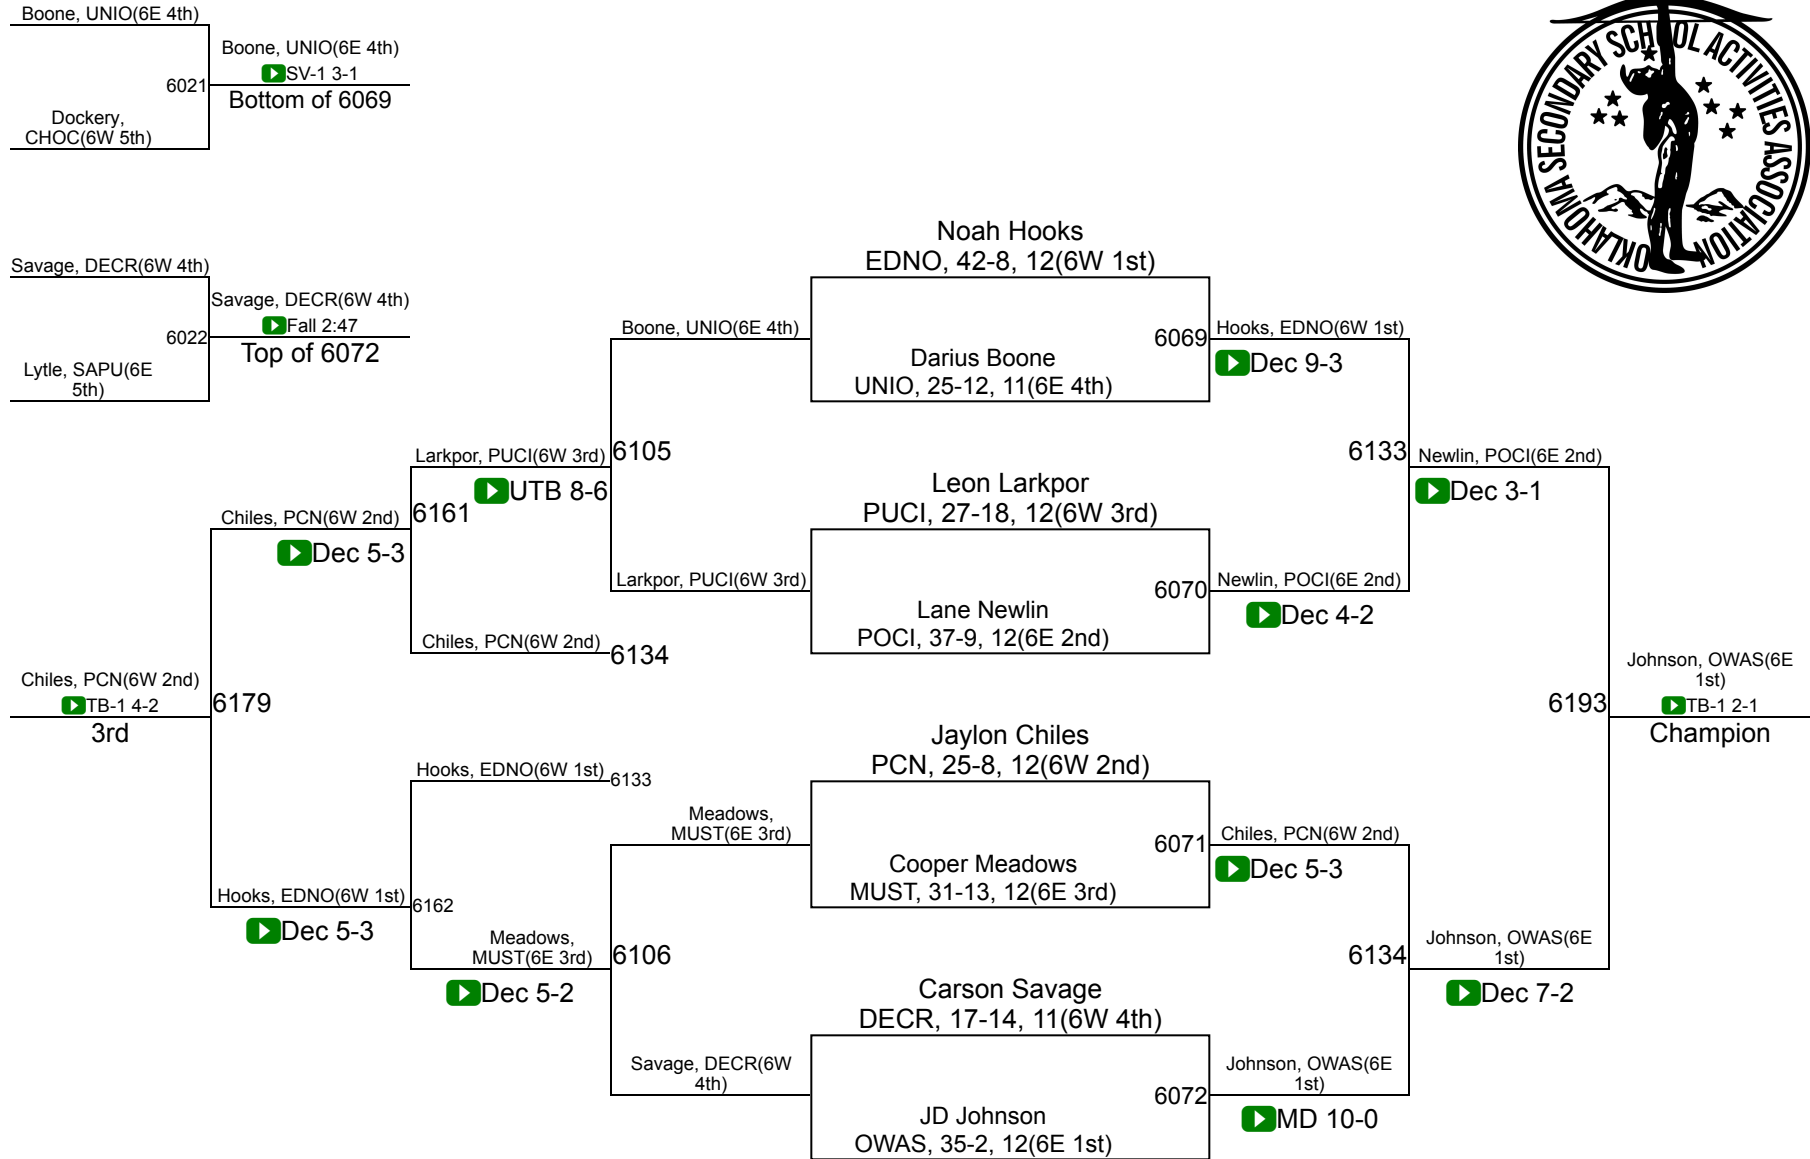 Boone, UNIO(6E 4th)
Boone, UNIO(6E 4th)
SV-1 3-1
6021
Bottom of 6069
Dockery,
CHOC(6W 5th)
OKLAHOMA SECONDARY SCHOOL ACTIVITIES ASSOCIATION
Savage, DECR(6W 4th)
Savage, DECR(6W 4th)
Fall 2:47
6022
Top of 6072
Lytle, SAPU(6E
5th)
Noah Hooks
EDNO, 42-8, 12(6W 1st)
Boone, UNIO(6E 4th)
6069
Hooks, EDNO(6W 1st)
Dec 9-3
Darius Boone
UNIO, 25-12, 11(6E 4th)
Larkpor, PUCI(6W 3rd)
6105
UTB 8-6
6133
Newlin, POCI(6E 2nd)
Dec 3-1
Leon Larkpor
PUCI, 27-18, 12(6W 3rd)
Chiles, PCN(6W 2nd)
6161
Dec 5-3
Larkpor, PUCI(6W 3rd)
6070
Newlin, POCI(6E 2nd)
Dec 4-2
Lane Newlin
POCI, 37-9, 12(6E 2nd)
Chiles, PCN(6W 2nd)
6134
Chiles, PCN(6W 2nd)
TB-1 4-2
6179
3rd
6193
Johnson, OWAS(6E
1st)
TB-1 2-1
Champion
Jaylon Chiles
PCN, 25-8, 12(6W 2nd)
Hooks, EDNO(6W 1st)
6133
Meadows,
MUST(6E 3rd)
6071
Chiles, PCN(6W 2nd)
Dec 5-3
Cooper Meadows
MUST, 31-13, 12(6E 3rd)
Hooks, EDNO(6W 1st)
6162
Dec 5-3
Meadows,
MUST(6E 3rd)
6106
Dec 5-2
6134
Johnson, OWAS(6E
1st)
Dec 7-2
Carson Savage
DECR, 17-14, 11(6W 4th)
Savage, DECR(6W
4th)
6072
Johnson, OWAS(6E
1st)
MD 10-0
JD Johnson
OWAS, 35-2, 12(6E 1st)